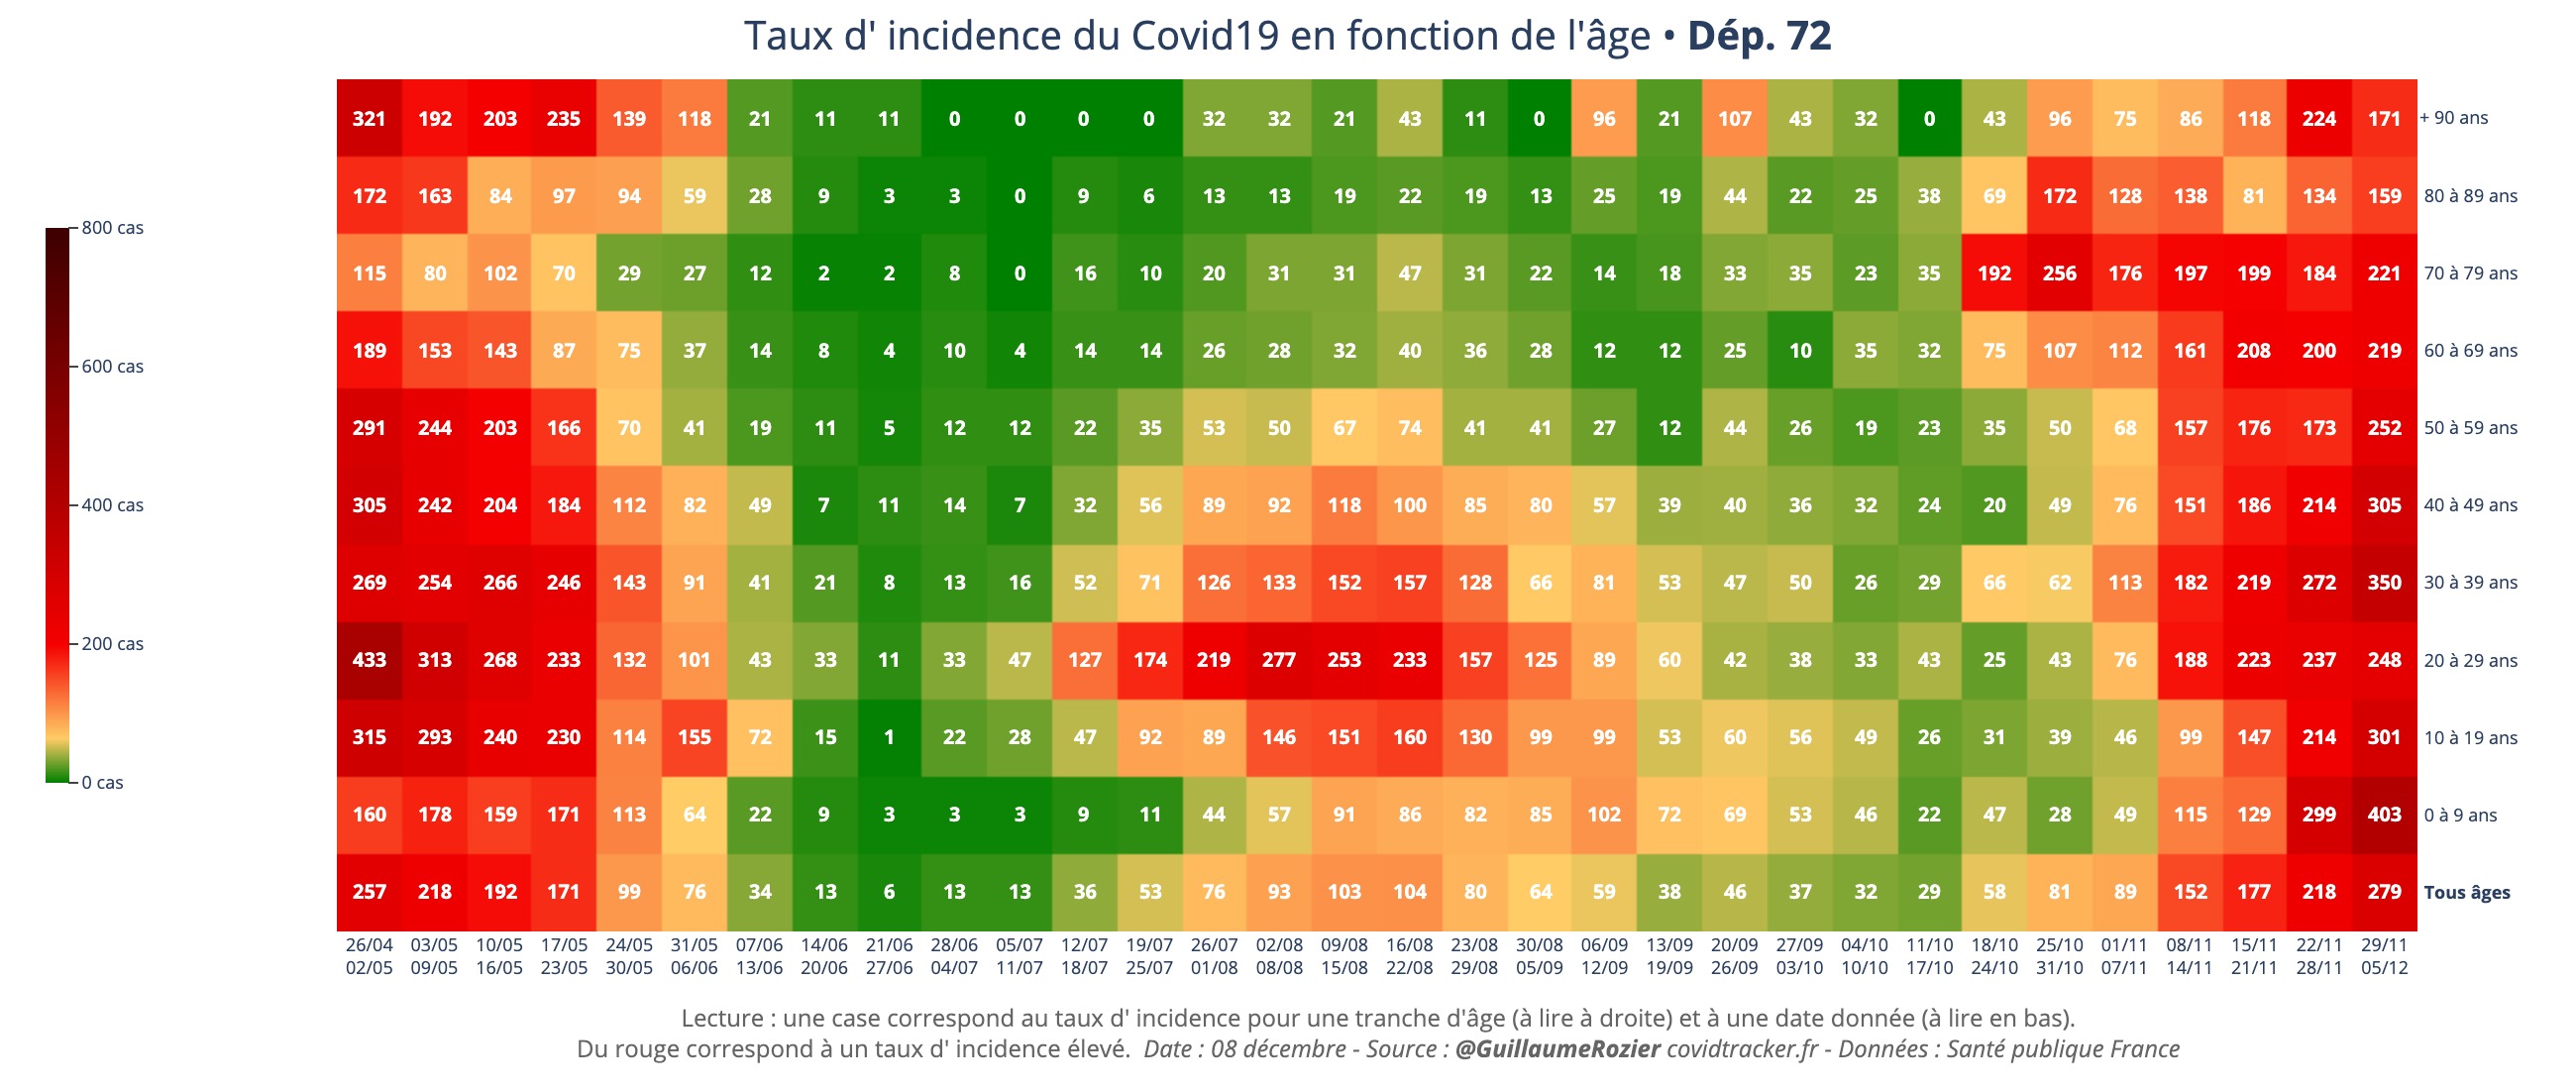 Taux d' incidence du Covid19 en fonction de l'âge • Dép. 72
321 192 203 235 139 118 21 11 11 0 0 0 0 32 32 21 43 11 0 96 21 107 43 32 0 43 96 75 86 118 224 171 + 90 ans
172 163 84 97 94 59 28 9 3 3 0 9 6 13 13 19 22 19 13 25 19 44 22 25 38 69 172 128 138 81 134 159 80 à 89 ans
800 cas
115 80 102 70 29 27 12 2 2 8 0 16 10 20 31 31 47 31 22 14 18 33 35 23 35 192 256 176 197 199 184 221 70 à 79 ans
189 153 143 87 75 37 14 8 4 10 4 14 14 26 28 32 40 36 28 12 12 25 10 35 32 75 107 112 161 208 200 219 60 à 69 ans
600 cas
291 244 203 166 70 41 19 11 5 12 12 22 35 53 50 67 74 41 41 27 12 44 26 19 23 35 50 68 157 176 173 252 50 à 59 ans
400 cas
305 242 204 184 112 82 49 7 11 14 7 32 56 89 92 118 100 85 80 57 39 40 36 32 24 20 49 76 151 186 214 305 40 à 49 ans
269 254 266 246 143 91 41 21 8 13 16 52 71 126 133 152 157 128 66 81 53 47 50 26 29 66 62 113 182 219 272 350 30 à 39 ans
200 cas
433 313 268 233 132 101 43 33 11 33 47 127 174 219 277 253 233 157 125 89 60 42 38 33 43 25 43 76 188 223 237 248 20 à 29 ans
315 293 240 230 114 155 72 15 1 22 28 47 92 89 146 151 160 130 99 99 53 60 56 49 26 31 39 46 99 147 214 301 10 à 19 ans
0 cas
160 178 159 171 113 64 22 9 3 3 3 9 11 44 57 91 86 82 85 102 72 69 53 46 22 47 28 49 115 129 299 403 0 à 9 ans
257 218 192 171 99 76 34 13 6 13 13 36 53 76 93 103 104 80 64 59 38 46 37 32 29 58 81 89 152 177 218 279 Tous âges
26/04 03/05 10/05 17/05 24/05 31/05 07/06 14/06 21/06 28/06 05/07 12/07 19/07 26/07 02/08 09/08 16/08 23/08 30/08 06/09 13/09 20/09 27/09 04/10 11/10 18/10 25/10 01/11 08/11 15/11 22/11 29/11
02/05 09/05 16/05 23/05 30/05 06/06 13/06 20/06 27/06 04/07 11/07 18/07 25/07 01/08 08/08 15/08 22/08 29/08 05/09 12/09 19/09 26/09 03/10 10/10 17/10 24/10 31/10 07/11 14/11 21/11 28/11 05/12
Lecture : une case correspond au taux d' incidence pour une tranche d'âge (à lire à droite) et à une date donnée (à lire en bas).
Du rouge correspond à un taux d' incidence élevé. Date : 08 décembre - Source : @GuillaumeRozier covidtracker.fr - Données : Santé publique France